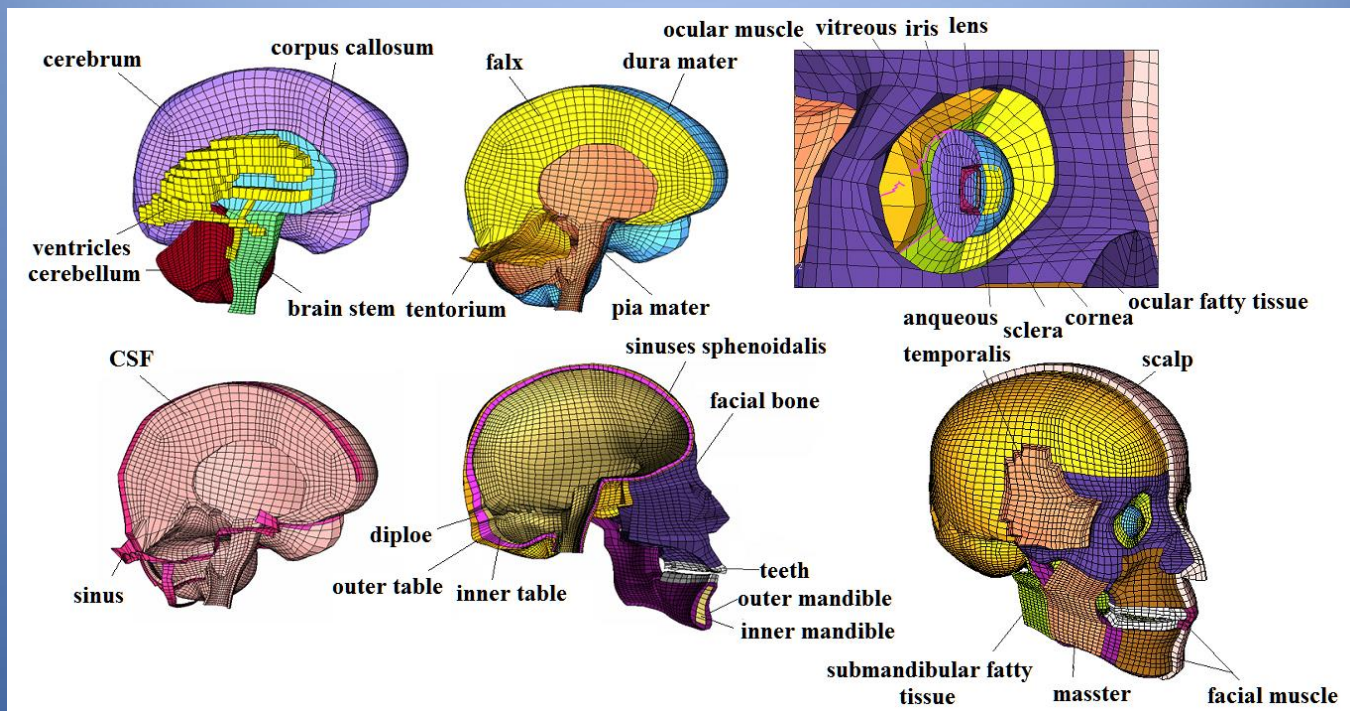 cerebrum
corpus callosum
ventricles
cerebellum
brain stem
falx
dura mater
tentorium
pia mater
ocular muscle
vitreous
iris
lens
anqueous
sclera
cornea
ocular fatty tissue
CSF
sinus
sinuses sphenoidalis
facial bone
diploe
outer table
inner table
teeth
outer mandible
inner mandible
temporalis
scalp
submandibular fatty
tissue
masster
facial muscle